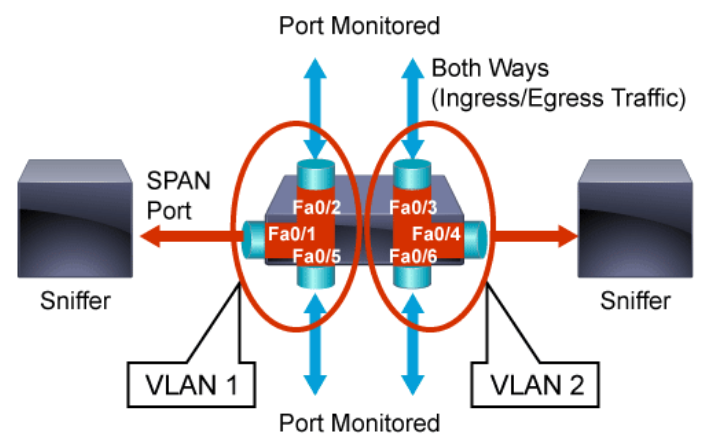 Port Monitored
Both Ways
(Ingress/Egress Traffic)
SPAN
Port
Fa0/2
Fa0/3
Fa0/1
Fa0/4
Fa0/5
Fa0/6
Sniffer
Sniffer
VLAN 1
VLAN 2
Port Monitored